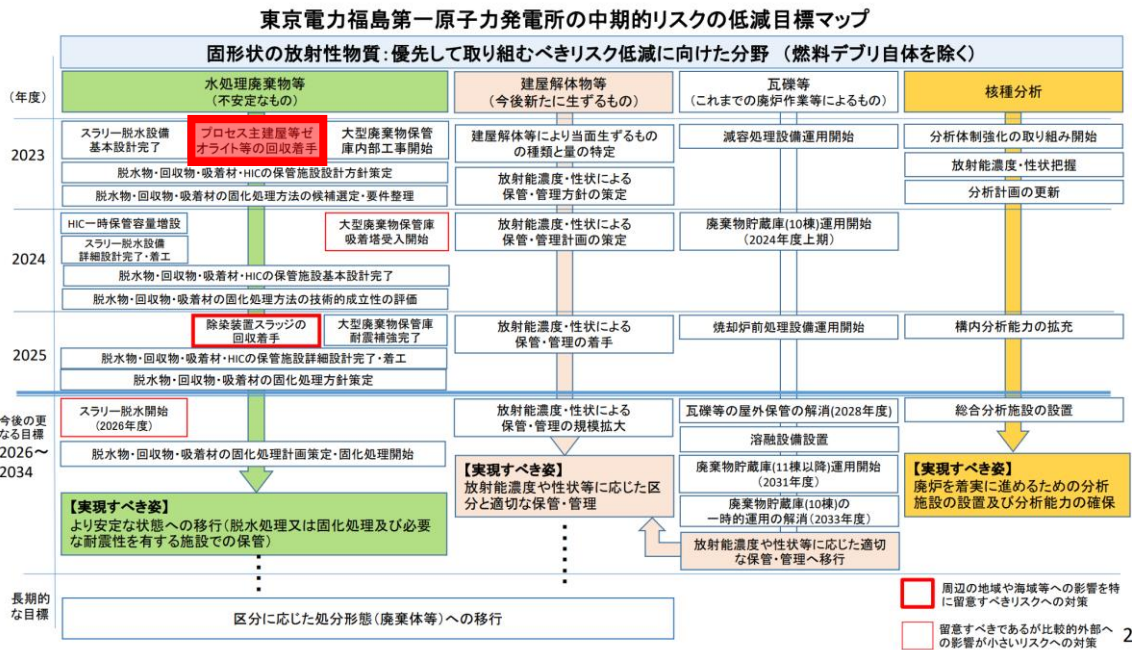 東京電力福島第一原子力発電所の中期的リスクの低減目標マップ
固形状の放射性物質：優先して取り組むべきリスク低減に向けた分野 （燃料デブリ自体を除く）
(年度)
水処理廃棄物等
(不安定なもの)
建屋解体物等
(今後新たに生ずるもの)
瓦礫等
(これまでの廃炉作業等によるもの)
核種分析
2023
スラリー脱水設備
基本設計完了
プロセス主建屋等ゼ
オライト等の回収着手
大型廃棄物保管
庫内部工事開始
脱水物・回収物・吸着材・HICの保管施設設計方針策定
脱水物・回収物・吸着材の固化処理方法の候補選定・要件整理
建屋解体等により当面生ずるもの
の種類と量の特定
放射能濃度・性状による
保管・管理方針の策定
減容処理設備運用開始
分析体制強化の取り組み開始
放射能濃度・性状把握
分析計画の更新
2024
HIC一時保管容量増設
スラリー脱水設備
詳細設計完了・着工
大型廃棄物保管庫
吸着塔受入開始
脱水物・回収物・吸着材・HICの保管施設基本設計完了
脱水物・回収物・吸着材の固化処理方法の技術的成立性の評価
放射能濃度・性状による
保管・管理計画の策定
廃棄物貯蔵庫(10棟)運用開始
(2024年度上期)
2025
除染装置スラッジの
回収着手
大型廃棄物保管庫
耐震補強完了
脱水物・回収物・吸着材・HICの保管施設詳細設計完了・着工
脱水物・回収物・吸着材の固化処理方針策定
放射能濃度・性状による
保管・管理の着手
焼却炉前処理設備運用開始
構内分析能力の拡充
今後の更
なる目標
2026～
2034
スラリー脱水開始
(2026年度)
脱水物・回収物・吸着材の固化処理計画策定・固化処理開始
【実現すべき姿】
より安定な状態への移行（脱水処理又は固化処理及び必要
な耐震性を有する施設での保管）
放射能濃度・性状による
保管・管理の規模拡大
【実現すべき姿】
放射能濃度や性状等に応じた区
分と適切な保管・管理
瓦礫等の屋外保管の解消(2028年度)
溶融設備設置
廃棄物貯蔵庫(11棟以降)運用開始
(2031年度)
廃棄物貯蔵庫(10棟)の
一時的運用の解消(2033年度)
放射能濃度や性状等に応じた適切
な保管・管理へ移行
総合分析施設の設置
【実現すべき姿】
廃炉を着実に進めるための分析
施設の設置及び分析能力の確保
長期的
な目標
区分に応じた処分形態(廃棄体等)への移行
周辺の地域や海域等への影響を特
に留意すべきリスクへの対策
留意すべきであるが比較的外部へ
の影響が小さいリスクへの対策
2